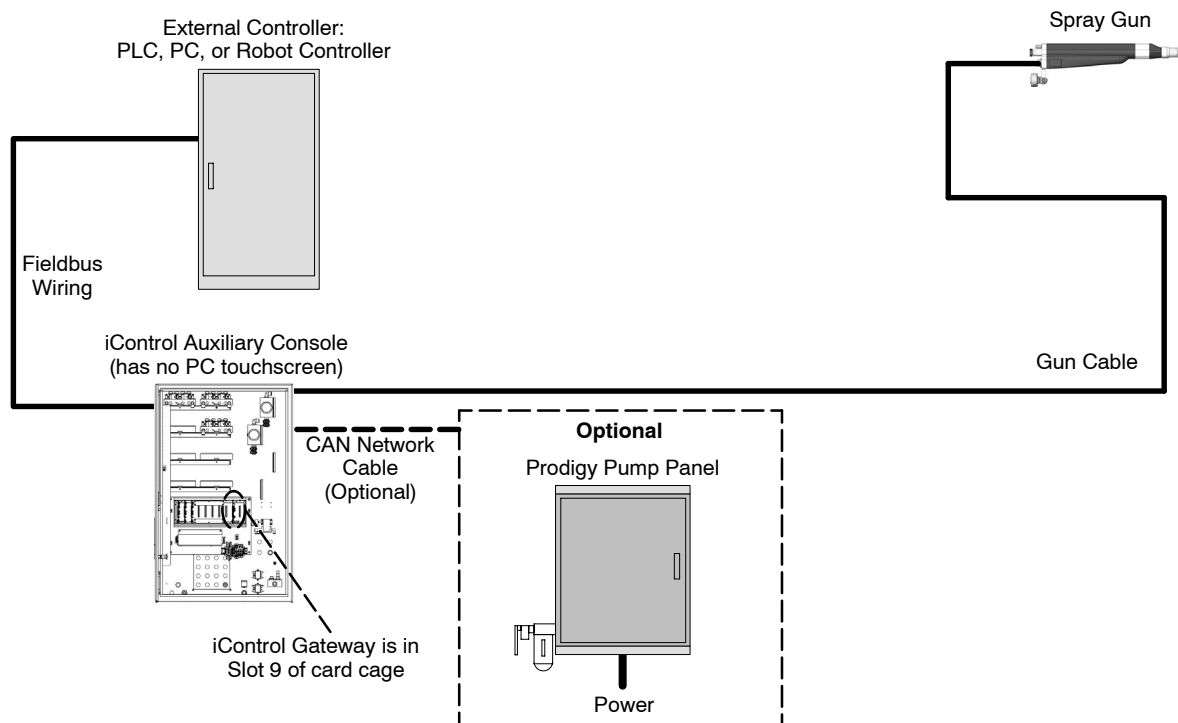 External Controller:
PLC, PC, or Robot Controller
Spray Gun
Fieldbus
Wiring
iControl Auxiliary Console
(has no PC touchscreen)
Gun Cable
CAN Network
Cable
(Optional)
Optional
Prodigy Pump Panel
iControl Gateway is in
Slot 9 of card cage
Power